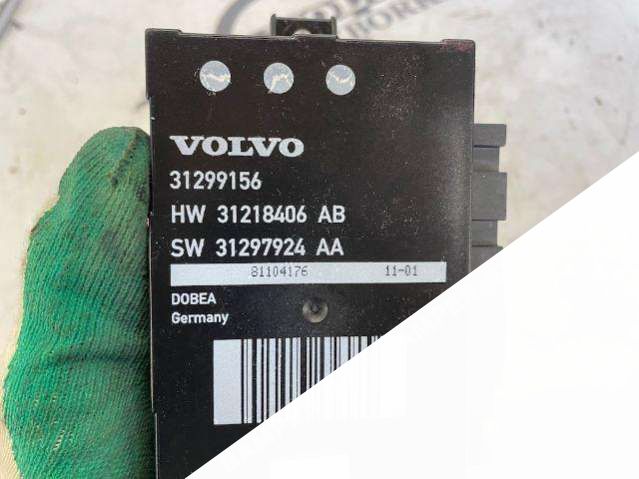 VOLVO
31299156
HW 31218406 AB
SW 31297924 AA
81104176 11-01
DOBEA
Germany